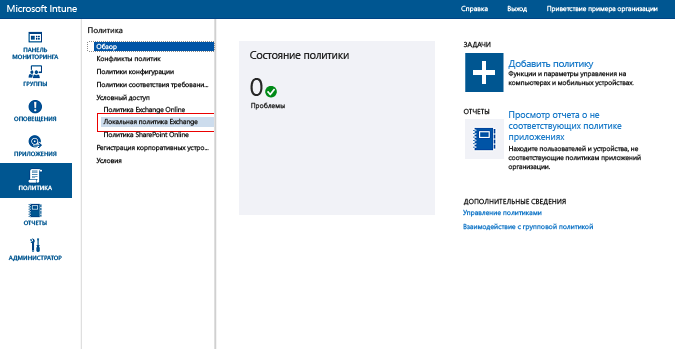 Microsoft Intune
Справка
Выход
Приветствие примера организации
ПАНЕЛЬ
МОНИТОРИНГА
ГРУППЫ
ОПОВЕЩЕНИЯ
ПРИЛОЖЕНИЯ
ПОЛИТИКА
ОТЧЕТЫ
АДМИНИСТРАТОР
Политика
Обзор
Конфликты политик
Политики конфигурации
Политики соответствия требовани...
Условный доступ
Политика Exchange Online
Локальная политика Exchange
Политика SharePoint Online
Регистрация корпоративных устро...
Условия
Состояние политики
0
Проблемы
ЗАДАЧИ
Добавить политику
Функции и параметры управления на
компьютерах и мобильных устройствах.
ОТЧЕТЫ
Просмотр отчета о не
соответствующих политике
приложениях
Находите пользователей и устройства, не
соответствующие политикам приложений
организации.
ДОПОЛНИТЕЛЬНЫЕ СВЕДЕНИЯ
Управление политиками
Взаимодействие с групповой политикой